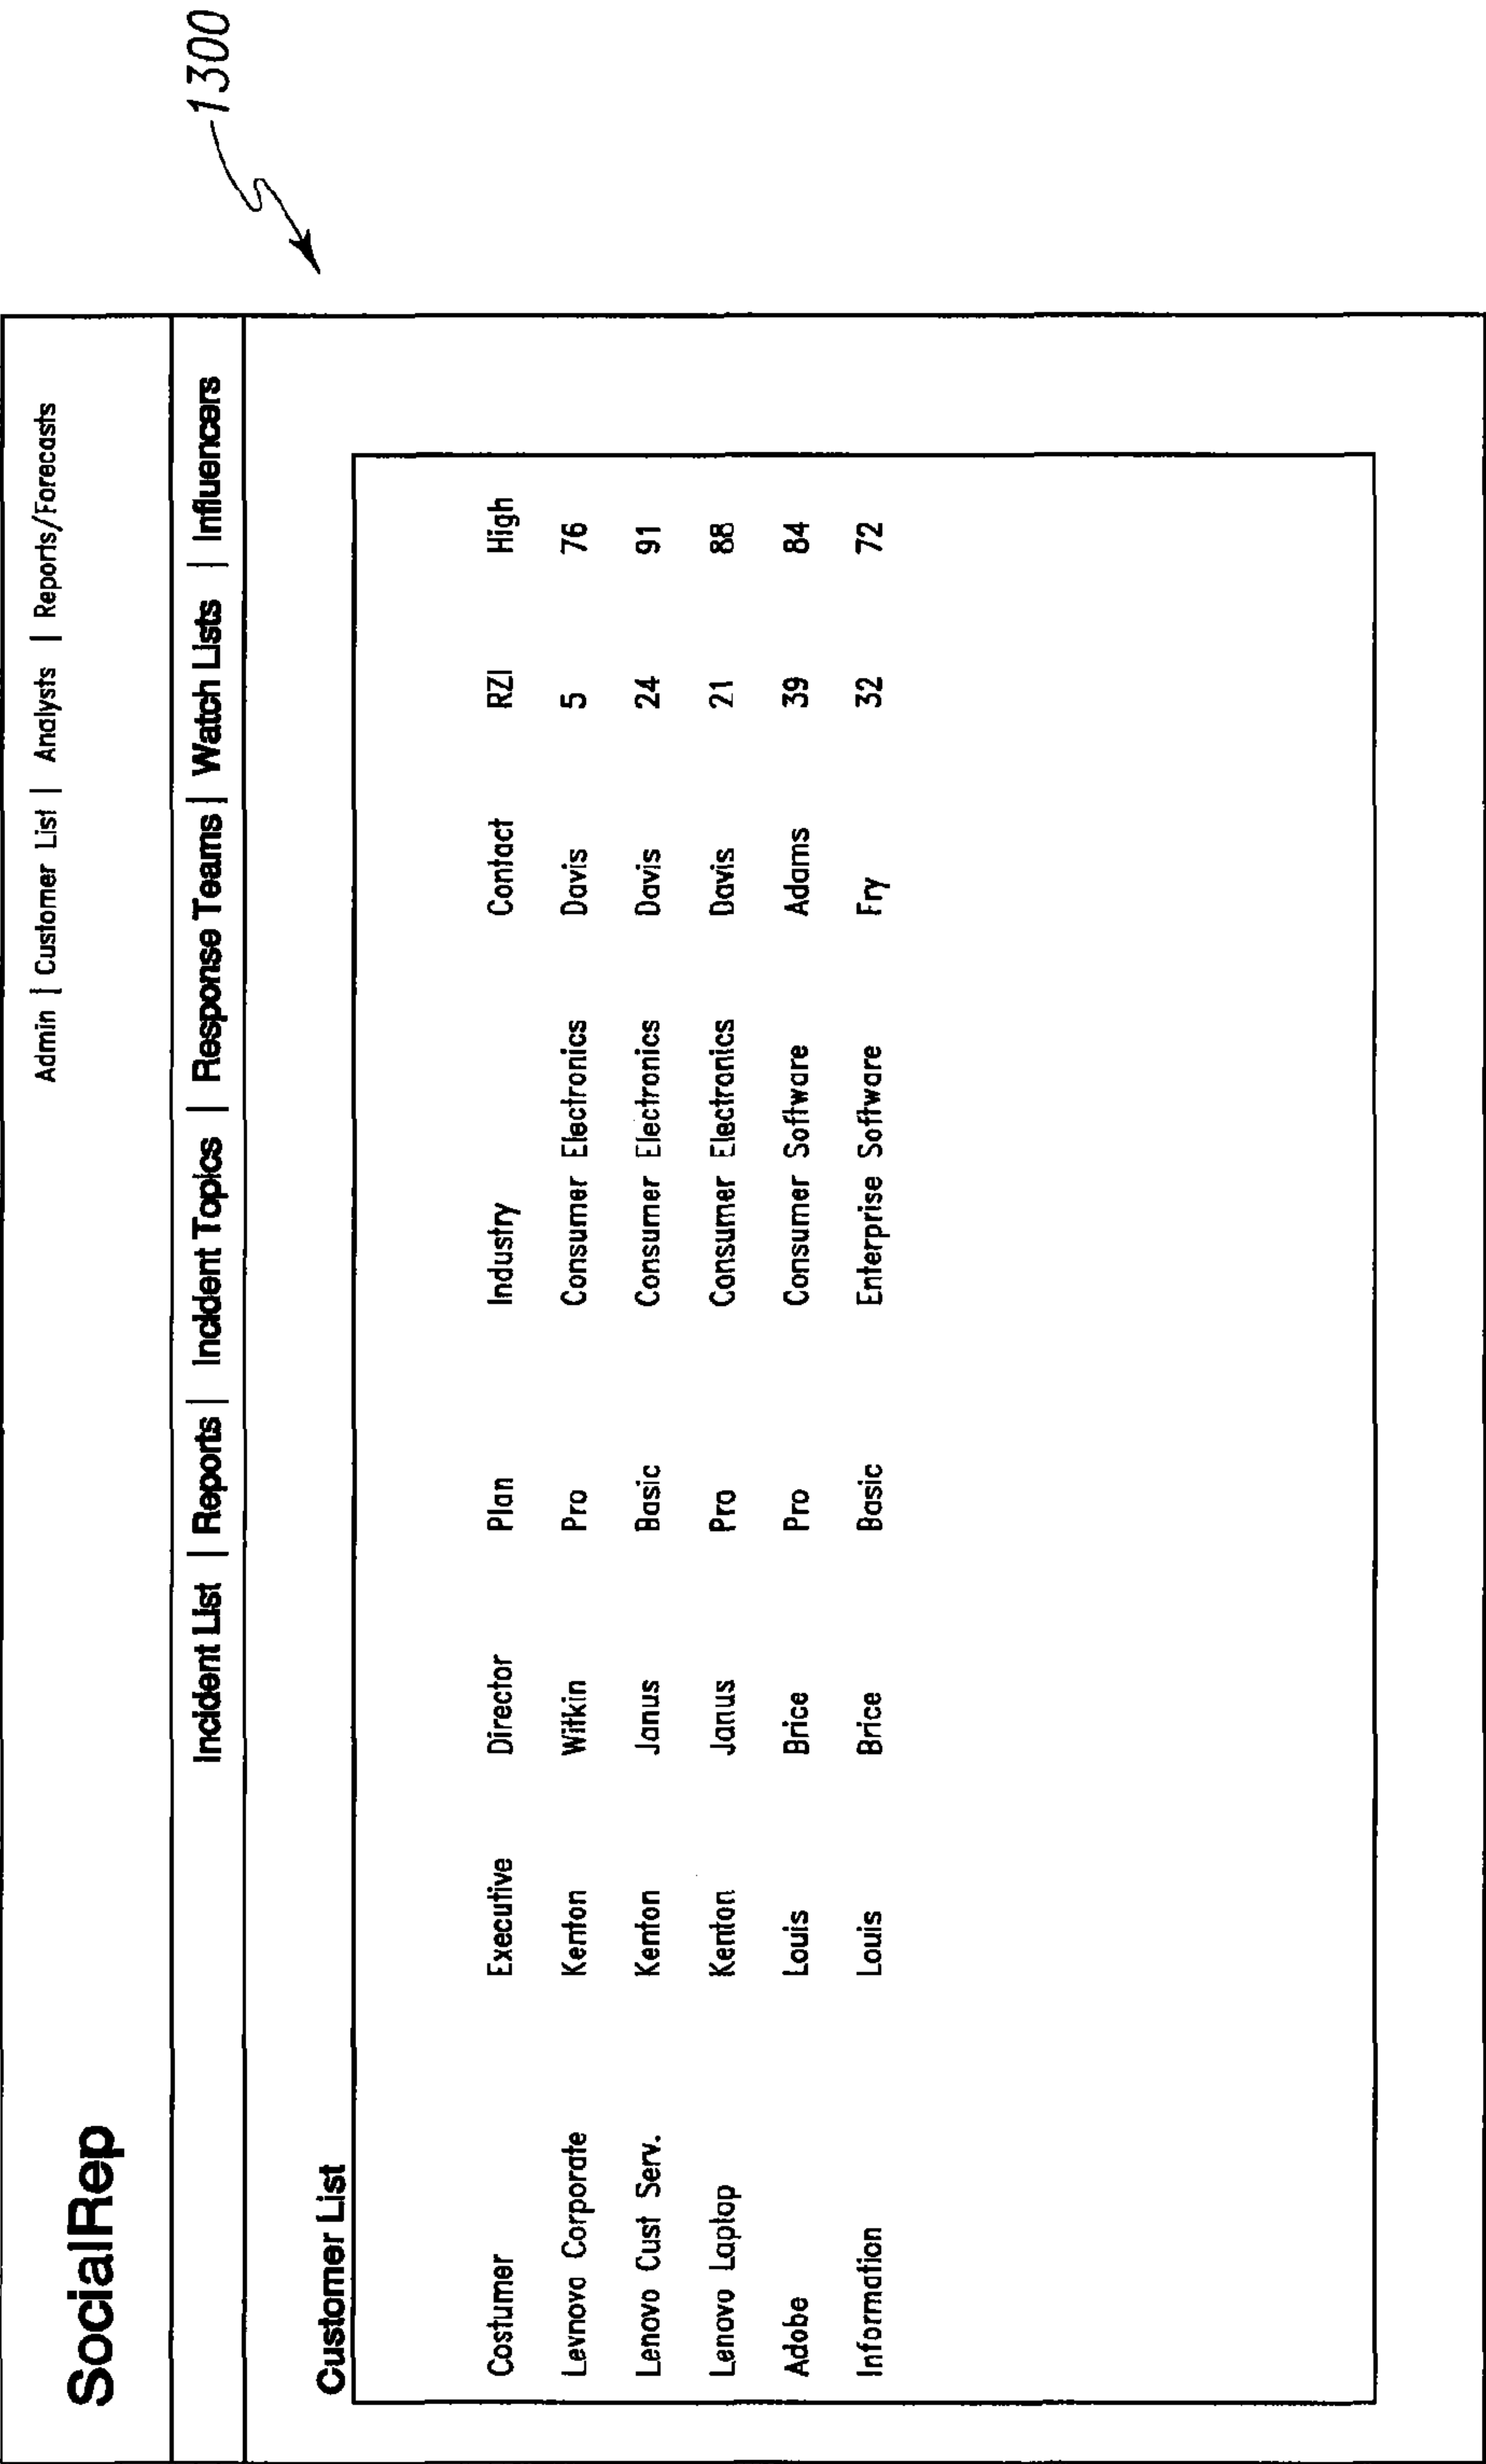 1300
Admin | Customer List | Analysts | Reports/Forecasts
SocialRep
Incident List | Reports | Incident Topics | Response Teams | Watch Lists | Influencers
Customer List
Costumer Executive Director Plan Industry Contact RZI High
Levnovo Corporate Kenton Witkin Pro Consumer Electronics Davis 5 76
Lenovo Cust Serv. Kenton Janus Basic Consumer Electronics Davis 24 91
Lenovo Laptop Kenton Janus Pro Consumer Electronics Davis 21 88
Adobe Louis Brice Pro Consumer Software Adams 39 84
Information Louis Brice Basic Enterprise Software Fry 32 72